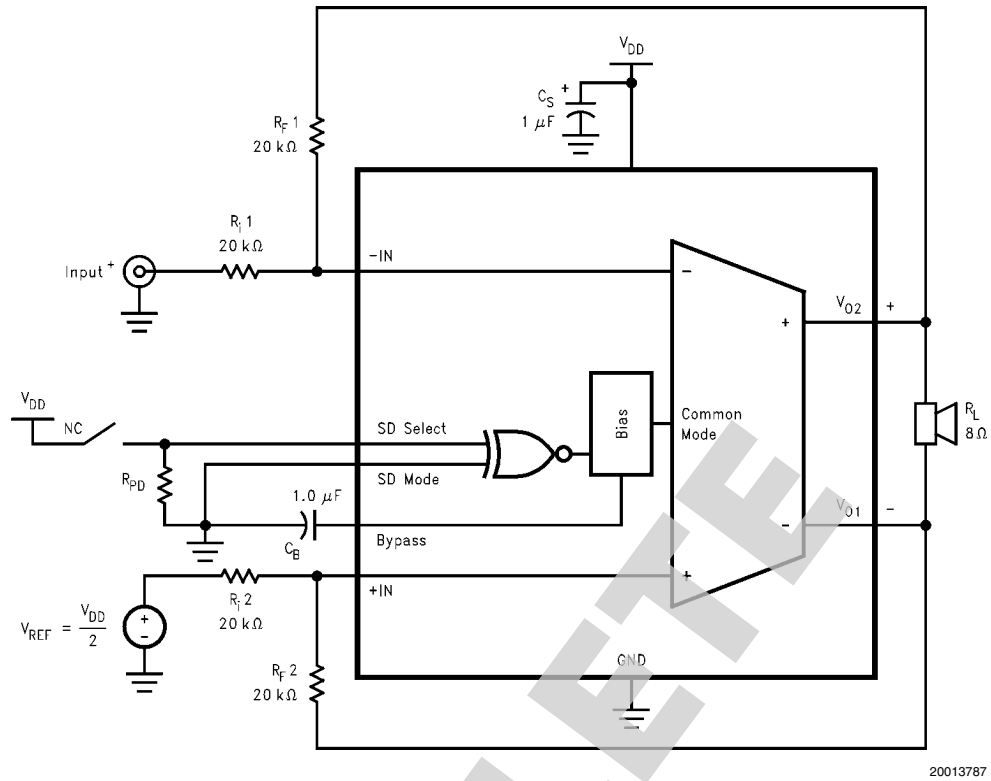 V_DD
C_S +
1 μF
R_F 1
20 kΩ
R_i 1
20 kΩ
Input +
-IN
-
V_O2 +
+
V_DD
NC
SD Select
SD Mode
R_PD
1.0 μF
C_B
Bypass
Bias
Common
Mode
R_L
8Ω
V_O1 -
-
+IN
+
R_i 2
20 kΩ
V_REF = V_DD/2
+
-
R_F 2
20 kΩ
GND
ETE
20013787